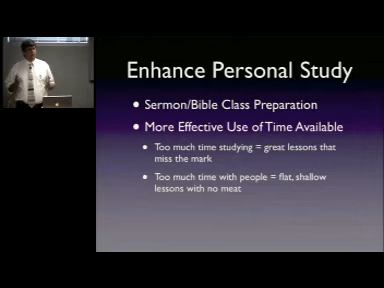 Enhance Personal Study
Sermon/Bible Class Preparation
More Effective Use of Time Available
Too much time studying = great lessons that
miss the mark
Too much time with people = flat, shallow
lessons with no meat